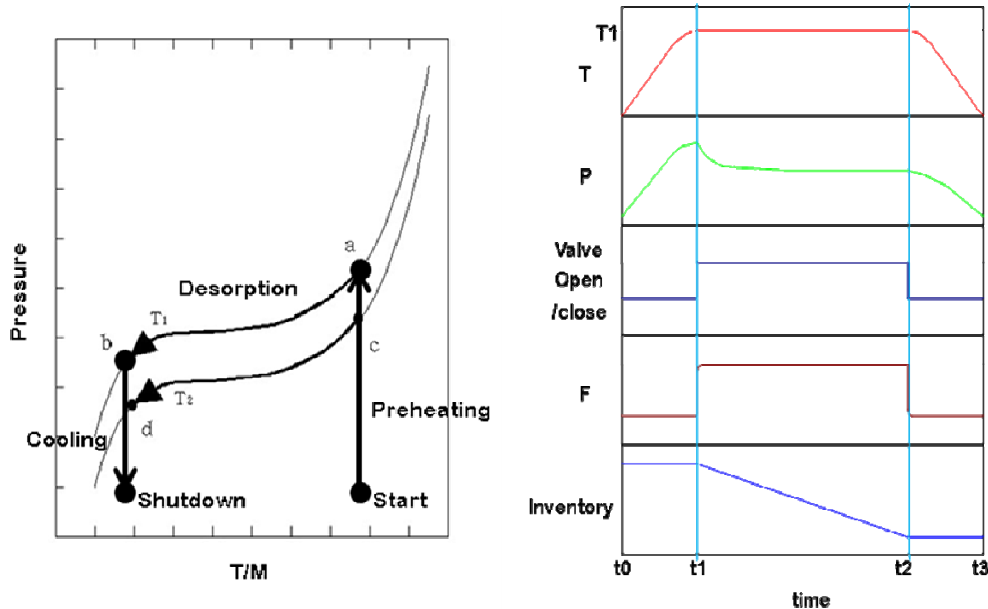 Pressure
a
Desorption
T1
b
c
T2
Preheating
d
Cooling
Shutdown
Start
T/M
T1
T
P
Valve
Open
/close
F
Inventory
t0
t1
t2
t3
time